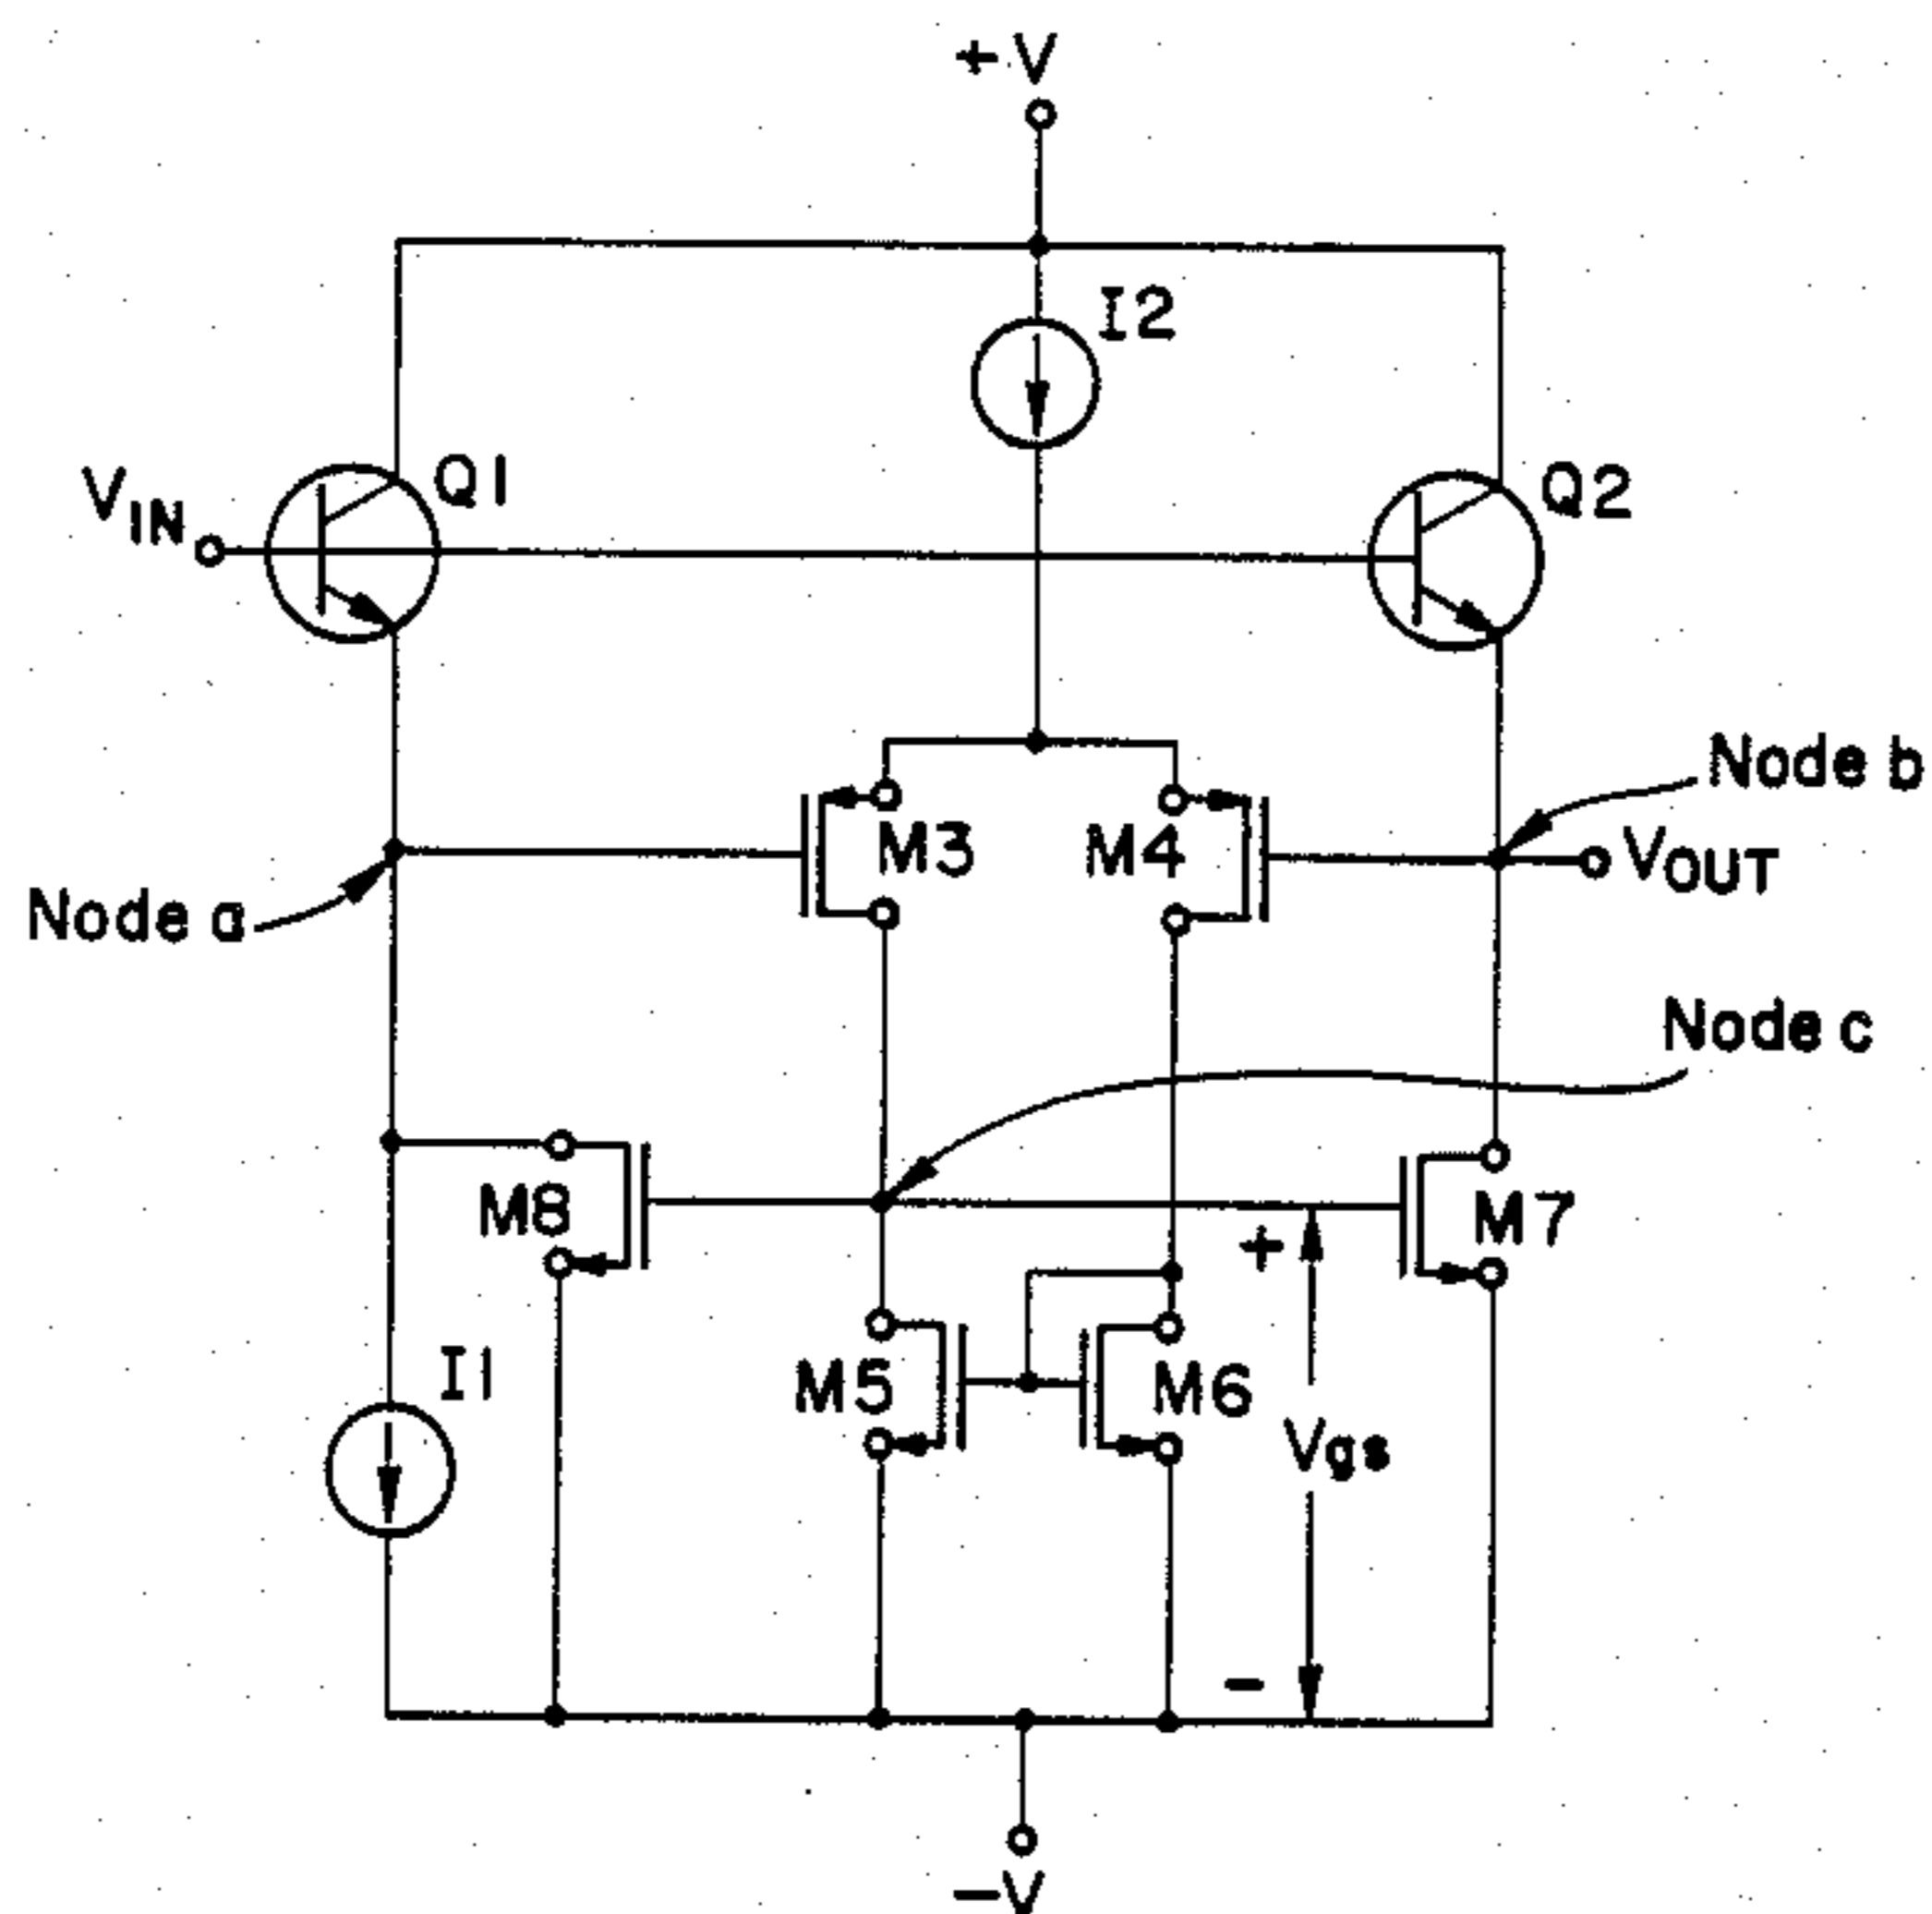 +V
I2
VIN
Q1
Q2
Node b
M3
M4
VOUT
Node a
Node c
M8
M7
+
I1
M5
M6
Vgs
-
-V